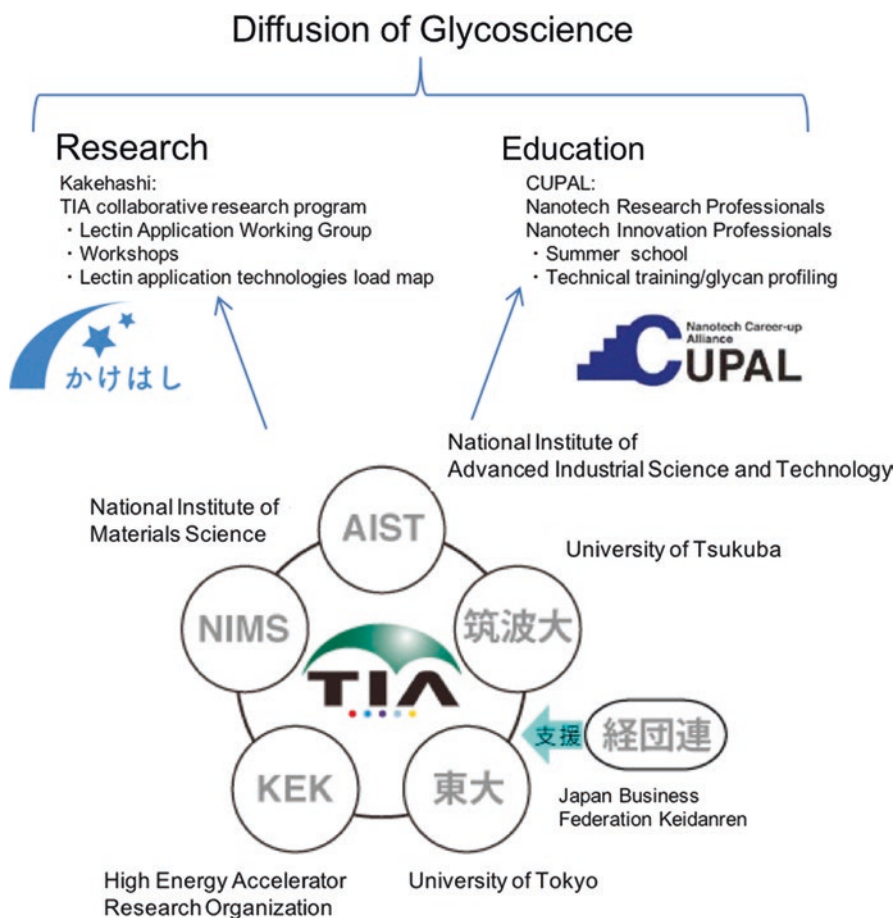 Diffusion of Glycoscience
Research
Kakehashi:
TIA collaborative research program
・Lectin Application Working Group
・Workshops
・Lectin application technologies load map
かけはし
Education
CUPAL:
Nanotech Research Professionals
Nanotech Innovation Professionals
・Summer school
・Technical training/glycan profiling
Nanotech Career-up
Alliance
CUPAL
National Institute of
Advanced Industrial Science and Technology
National Institute of
Materials Science
AIST
University of Tsukuba
NIMS
筑波大
TIA
支援
経団連
KEK
東大
Japan Business
Federation Keidanren
High Energy Accelerator
Research Organization
University of Tokyo